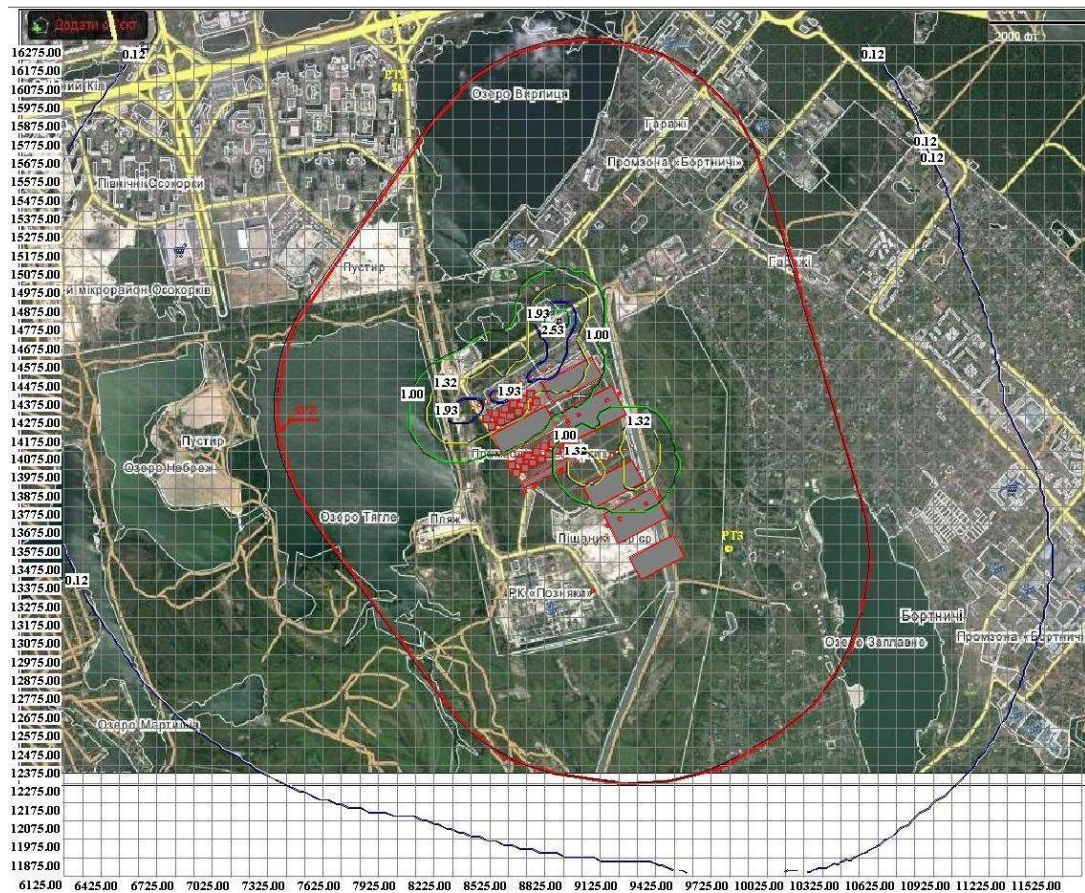 Додати об'єкт
2000 фт
16275.00
0.12
0.12
16175.00
16075.00
Озеро Вирлиця
15975.00
15875.00
Гаражі
15775.00
0.12
15675.00
Промзона «Бортничі»
0.12
15575.00
Північні Осокорки
15475.00
15375.00
15275.00
15175.00
Пустир
Гаражі
15075.00
14975.00
и мікрорайон Осокорків
14875.00
1.93
14775.00
2.53
1.00
14675.00
14575.00
1.32
14475.00
1.00
1.93
14375.00
1.93
SPZ
14275.00
1.32
14175.00
Пустир
1.00
14075.00
1.32
13975.00
Озеро Небреж
13875.00
13775.00
Озеро Тягле
Пляж
13675.00
Піщаний кар'єр
PT3
13575.00
13475.00
0.12
13375.00
РК «Позняки»
13275.00
13175.00
Бортничі
13075.00
Озеро Заплавне
Промзона «Бортничі»
12975.00
12875.00
12775.00
12675.00
Озеро Мартишів
12575.00
12475.00
12375.00
12275.00
12175.00
12075.00
11975.00
11875.00
6125.00 6425.00 6725.00 7025.00 7325.00 7625.00 7925.00 8225.00 8525.00 8825.00 9125.00 9425.00 9725.00 10025.00 10325.00 10625.00 10925.00 11225.00 11525.00